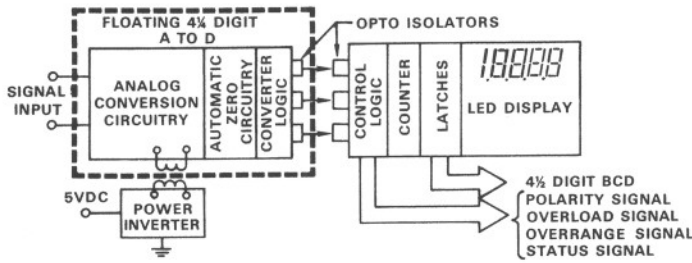 FLOATING 4¼ DIGIT
A TO D
OPTO ISOLATORS
SIGNAL
INPUT
ANALOG
CONVERSION
CIRCUITRY
AUTOMATIC
ZERO
CIRCUITRY
CONVERTER
LOGIC
CONTROL
LOGIC
COUNTER
LATCHES
18888
LED DISPLAY
5VDC
POWER
INVERTER
4½ DIGIT BCD
POLARITY SIGNAL
OVERLOAD SIGNAL
OVERRANGE SIGNAL
STATUS SIGNAL